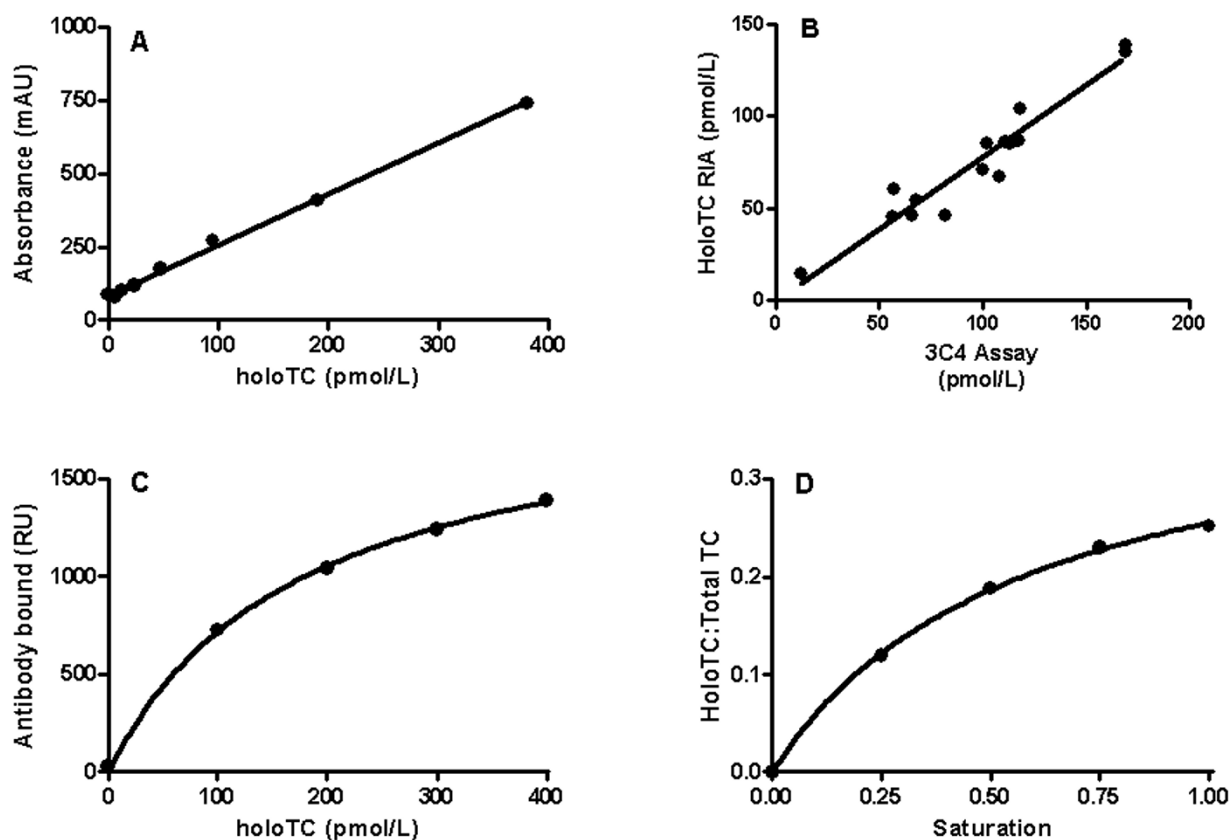 A
1000
750
500
250
0
Absorbance (mAU)
0 100 200 300 400
holoTC (pmol/L)
B
150
100
50
0
HoloTC RIA (pmol/L)
0 50 100 150 200
3C4 Assay
(pmol/L)
C
1500
1000
500
0
Antibody bound (RU)
0 100 200 300 400
holoTC (pmol/L)
D
0.3
0.2
0.1
0.0
HoloTC:Total TC
0.00 0.25 0.50 0.75 1.00
Saturation